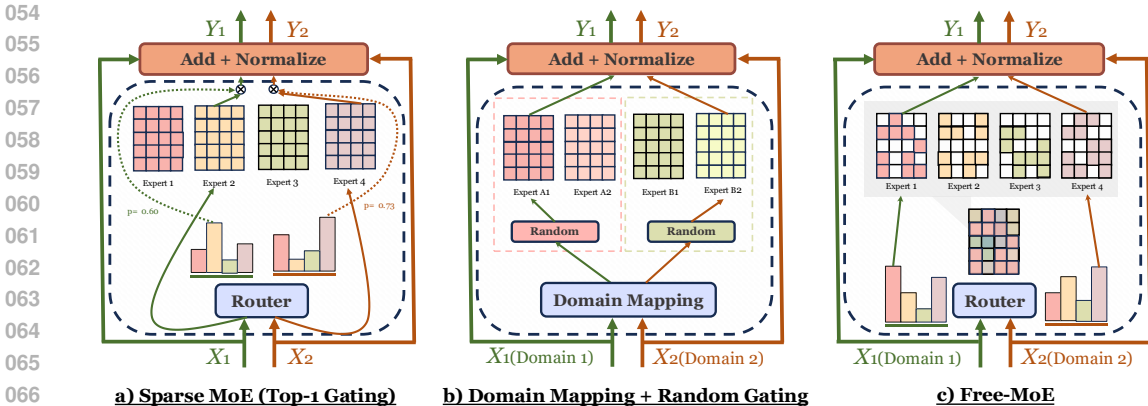 054
055
056
057
058
059
060
061
062
063
064
065
066
Y1 Y2
Add + Normalize
Expert 1 Expert 2 Expert 3 Expert 4
p= 0.60 p= 0.73
Router
X1 X2
a) Sparse MoE (Top-1 Gating)
Y1 Y2
Add + Normalize
Expert A1 Expert A2 Expert B1 Expert B2
Random Random
Domain Mapping
X1(Domain 1) X2(Domain 2)
b) Domain Mapping + Random Gating
Y1 Y2
Add + Normalize
Expert 1 Expert 2 Expert 3 Expert 4
Router
X1(Domain 1) X2(Domain 2)
c) Free-MoE